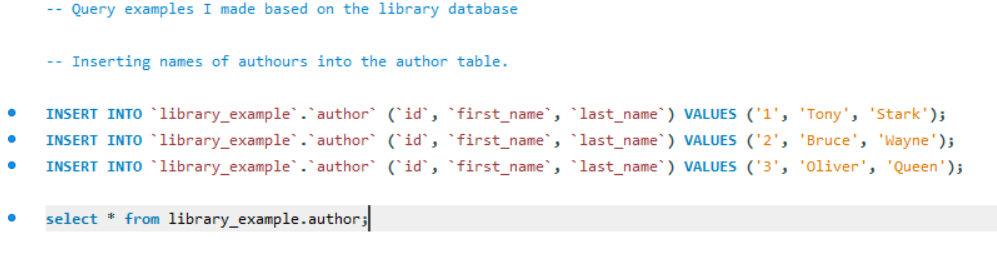 -- Query examples I made based on the library database
-- Inserting names of authours into the author table.
INSERT INTO `library_example`.`author` (`id`, `first_name`, `last_name`) VALUES ('1', 'Tony', 'Stark');
INSERT INTO `library_example`.`author` (`id`, `first_name`, `last_name`) VALUES ('2', 'Bruce', 'Wayne');
INSERT INTO `library_example`.`author` (`id`, `first_name`, `last_name`) VALUES ('3', 'Oliver', 'Queen');
select * from library_example.author;